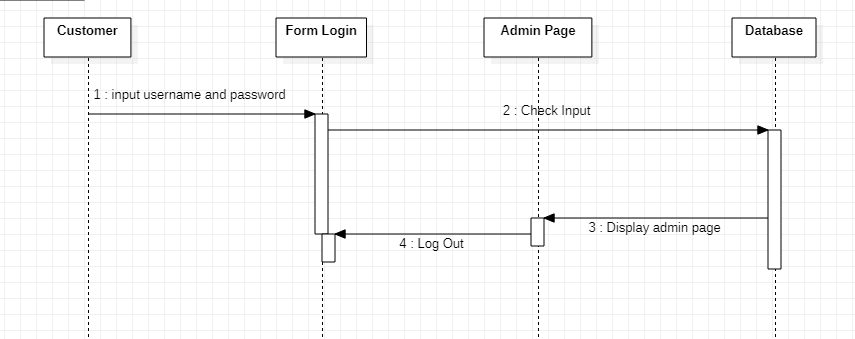 Customer
Form Login
Admin Page
Database
1 : input username and password
2 : Check Input
3 : Display admin page
4 : Log Out